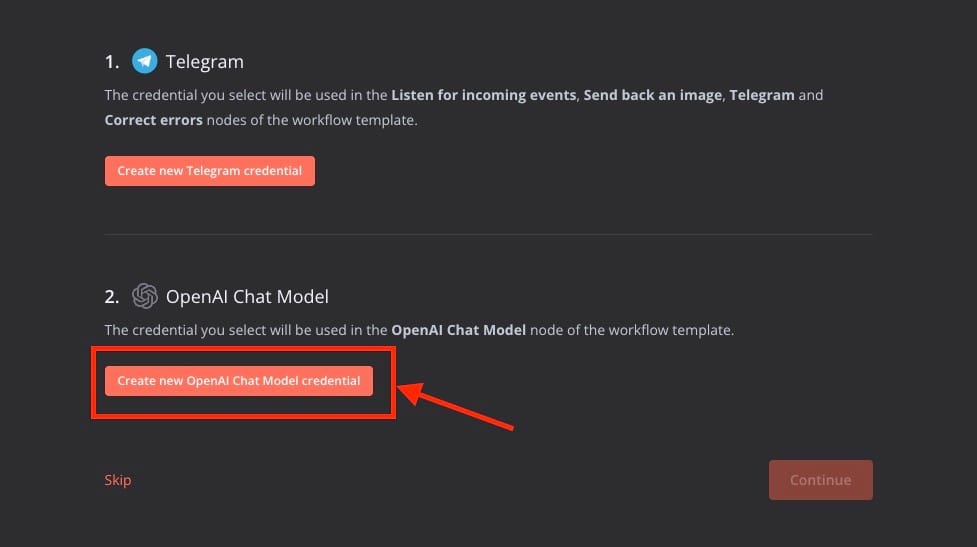 1. Telegram
The credential you select will be used in the Listen for incoming events, Send back an image, Telegram and
Correct errors nodes of the workflow template.
Create new Telegram credential
2. OpenAI Chat Model
The credential you select will be used in the OpenAI Chat Model node of the workflow template.
Create new OpenAI Chat Model credential
Skip
Continue